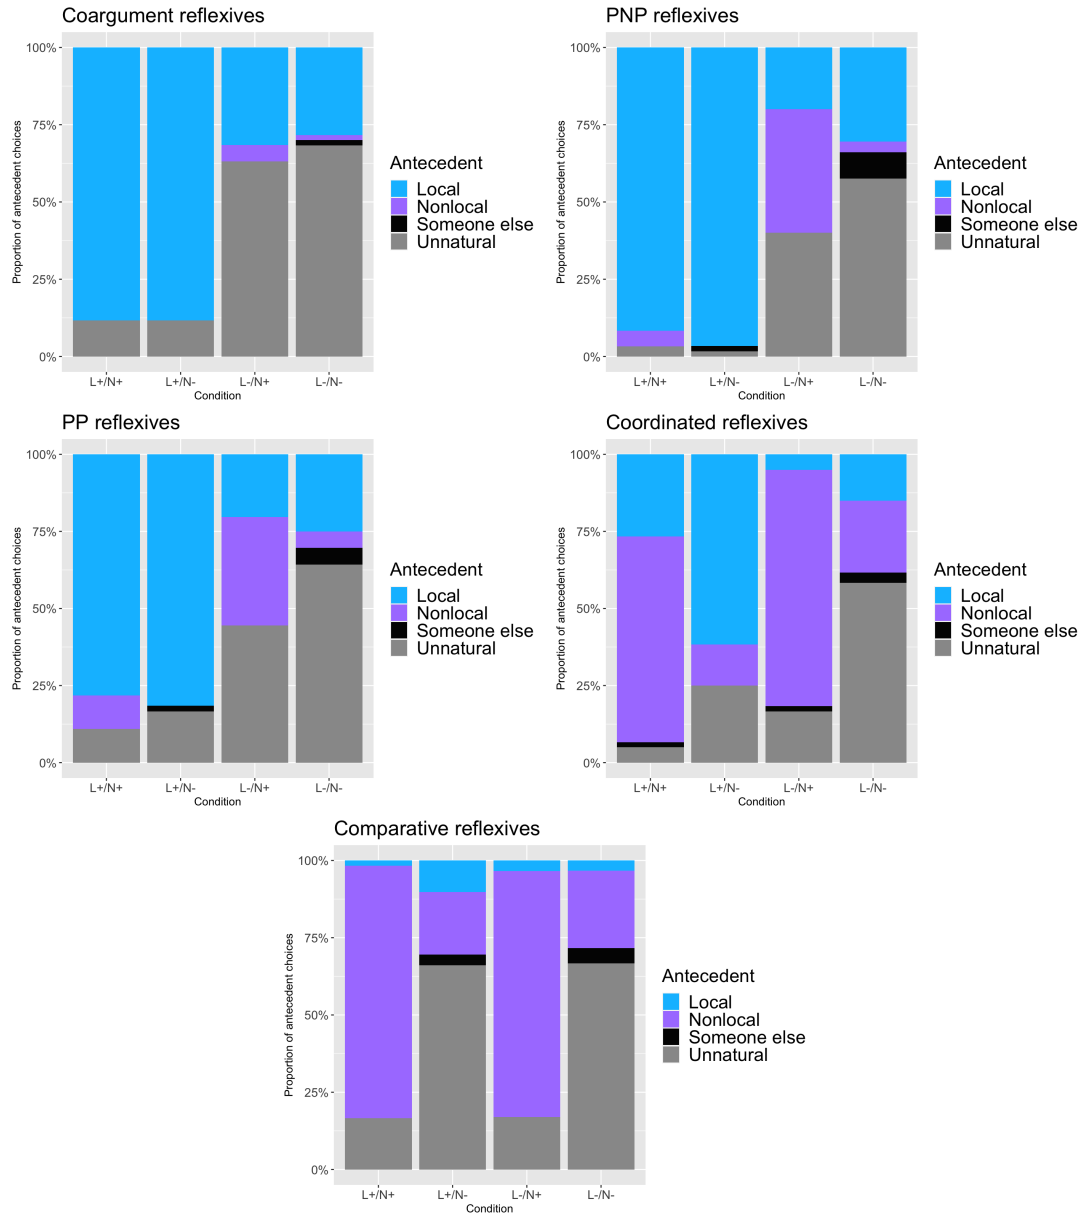 Coargument reflexives
Proportion of antecedent choices
100%
75%
50%
25%
0%
L+/N+ L+/N- L-/N+ L-/N-
Condition
Antecedent
Local
Nonlocal
Someone else
Unnatural
PNP reflexives
Proportion of antecedent choices
100%
75%
50%
25%
0%
L+/N+ L+/N- L-/N+ L-/N-
Condition
Antecedent
Local
Nonlocal
Someone else
Unnatural
PP reflexives
Proportion of antecedent choices
100%
75%
50%
25%
0%
L+/N+ L+/N- L-/N+ L-/N-
Condition
Antecedent
Local
Nonlocal
Someone else
Unnatural
Coordinated reflexives
Proportion of antecedent choices
100%
75%
50%
25%
0%
L+/N+ L+/N- L-/N+ L-/N-
Condition
Antecedent
Local
Nonlocal
Someone else
Unnatural
Comparative reflexives
Proportion of antecedent choices
100%
75%
50%
25%
0%
L+/N+ L+/N- L-/N+ L-/N-
Condition
Antecedent
Local
Nonlocal
Someone else
Unnatural